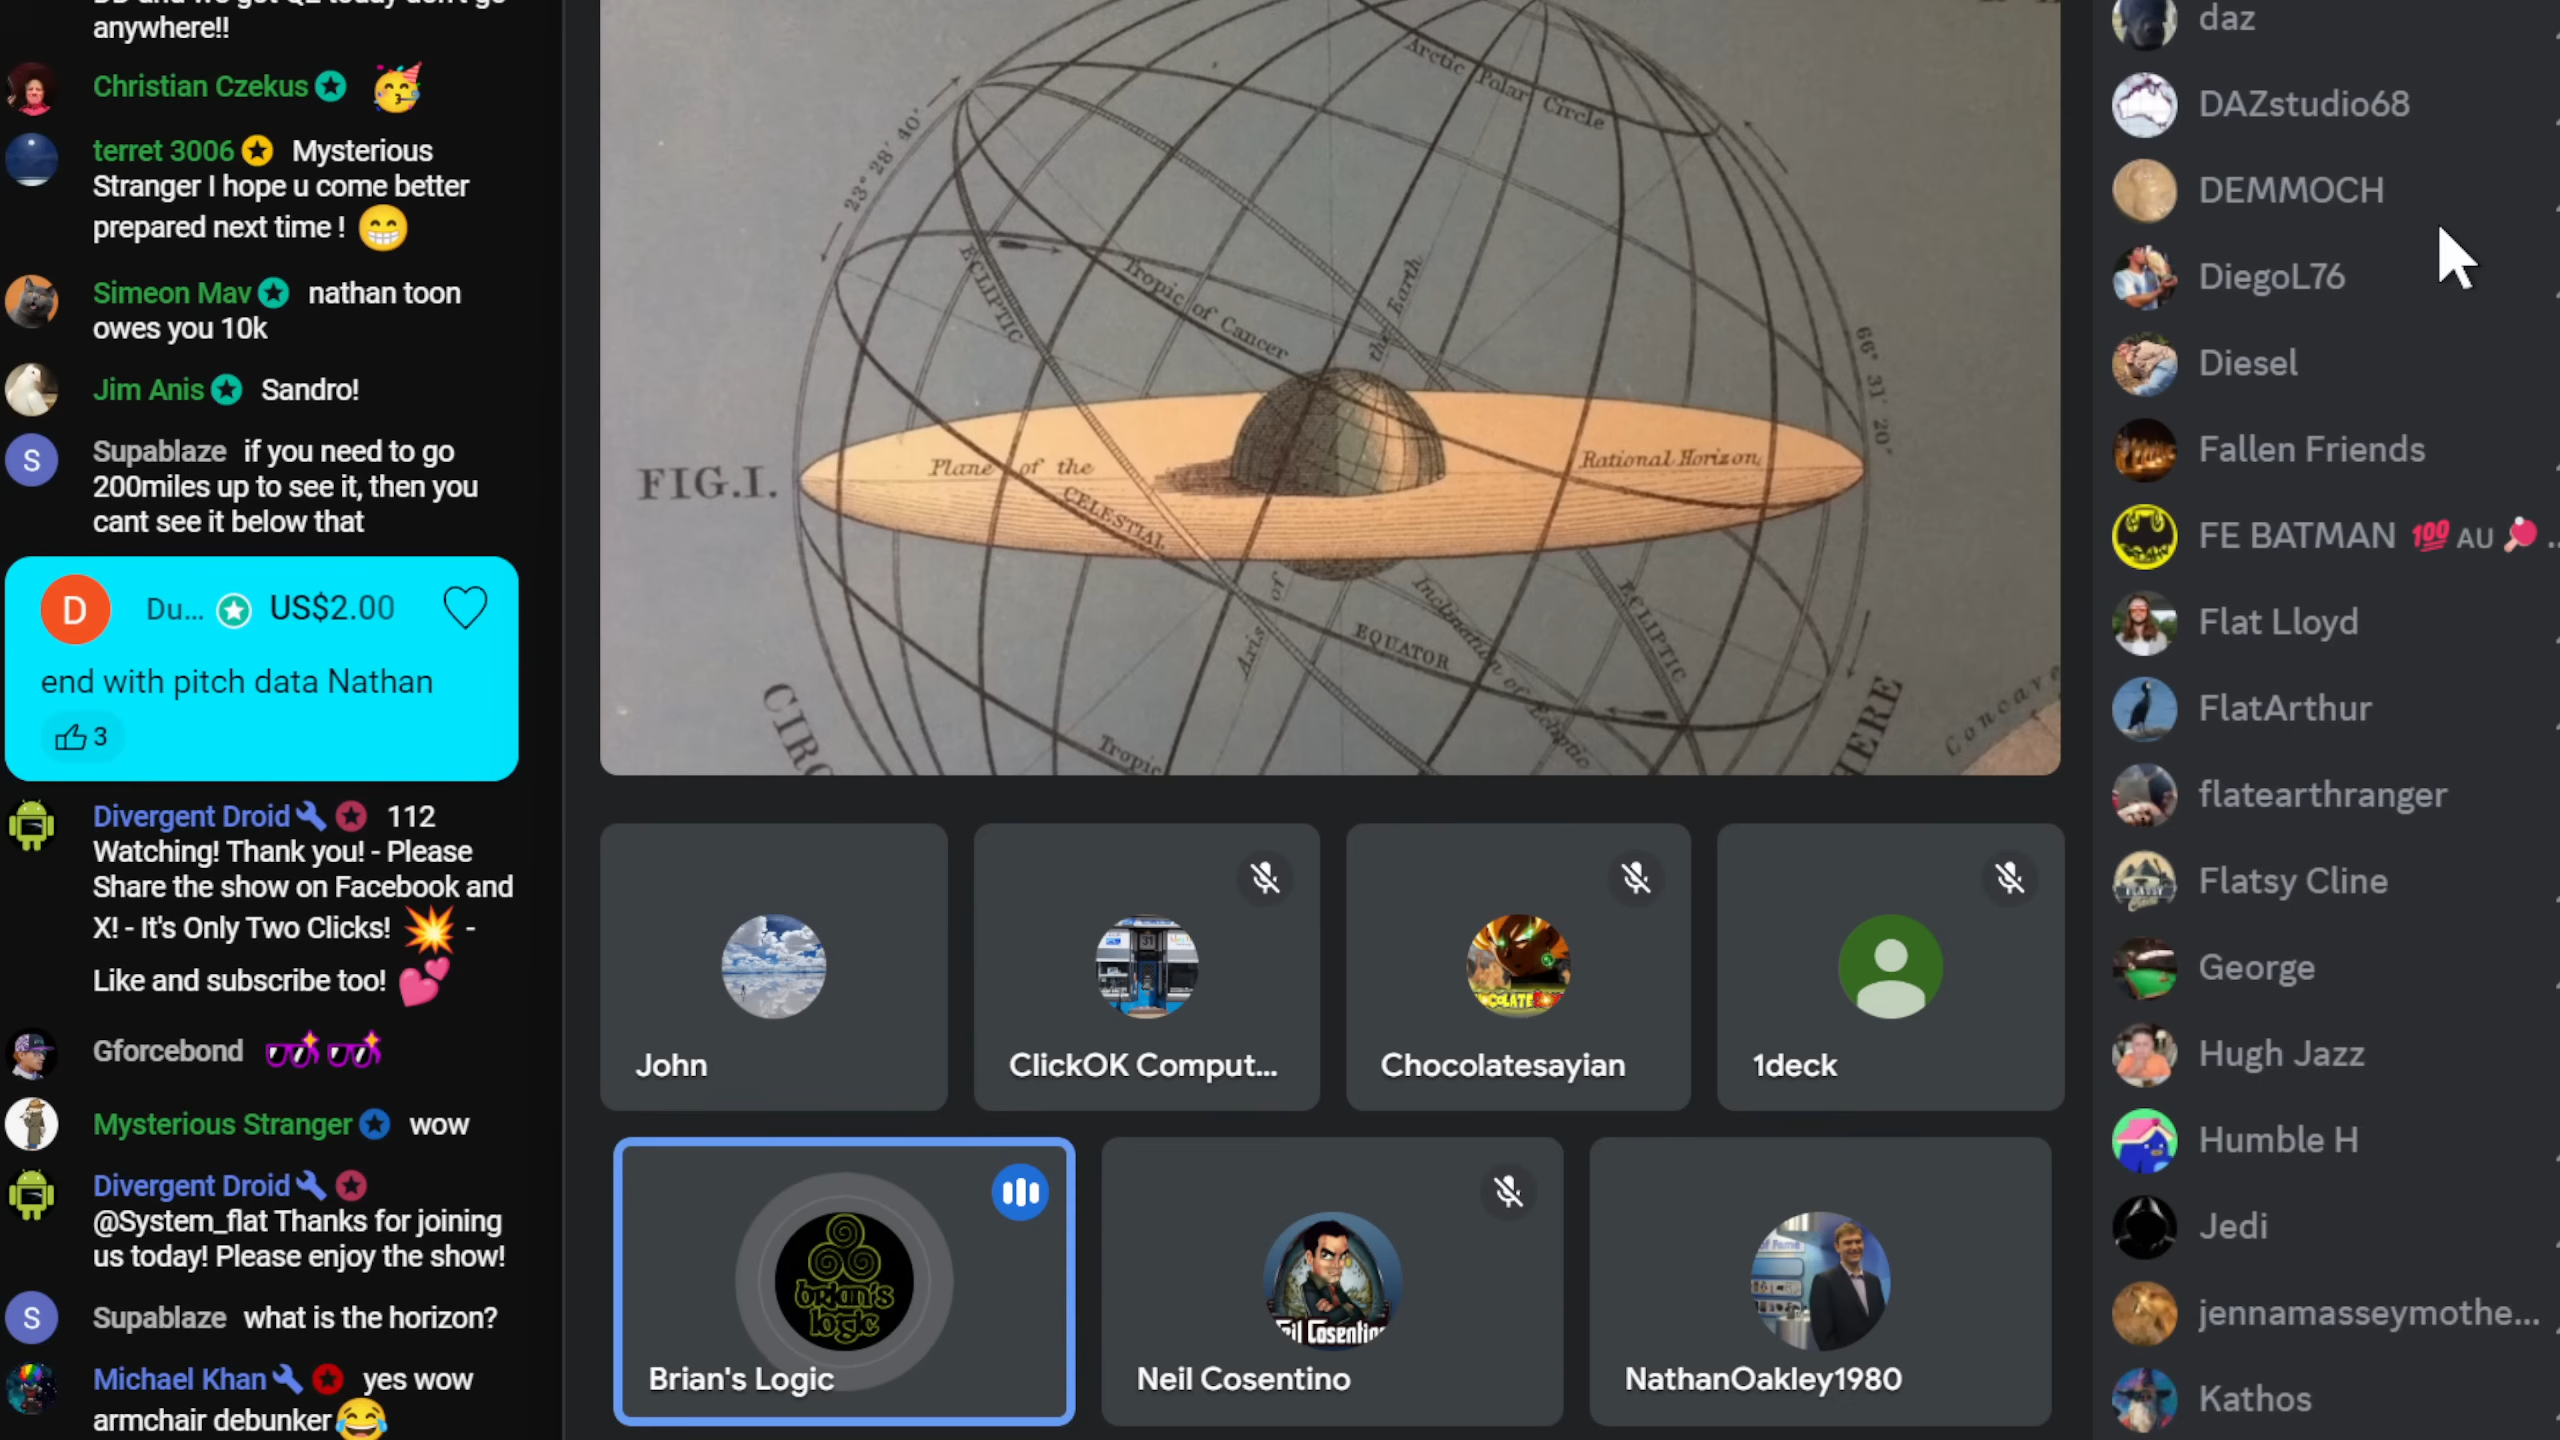 anywhere!!
Christian Czekus
terret 3006 Mysterious
Stranger I hope u come better
prepared next time !
Simeon Mav nathan toon
owes you 10k
Jim Anis Sandro!
S Supablaze if you need to go
200miles up to see it, then you
cant see it below that
D Du... US$2.00
end with pitch data Nathan
3
Divergent Droid 112
Watching! Thank you! - Please
Share the show on Facebook and
X! - It's Only Two Clicks! -
Like and subscribe too!
Gforcebond
Mysterious Stranger wow
Divergent Droid
@System_flat Thanks for joining
us today! Please enjoy the show!
S Supablaze what is the horizon?
Michael Khan yes wow
armchair debunker
Arctic Polar Circle
23° 28' 40"
ECLIPTIC
Tropic of Cancer
the Earth
66° 31' 20"
FIG.I.
Plane of the
Rational Horizon
CELESTIAL
EQUATOR
Axis of
Inclination of Ecliptic
ECLIPTIC
Tropic
Concave
John
ClickOK Comput...
Chocolatesayian
1deck
brian's
logic
Brian's Logic
Neil Cosentino
NathanOakley1980
daz
DAZstudio68
DEMMOCH
DiegoL76
Diesel
Fallen Friends
FE BATMAN 100 AU ...
Flat Lloyd
FlatArthur
flatearthranger
Flatsy Cline
George
Hugh Jazz
Humble H
Jedi
jennamasseymothe...
Kathos